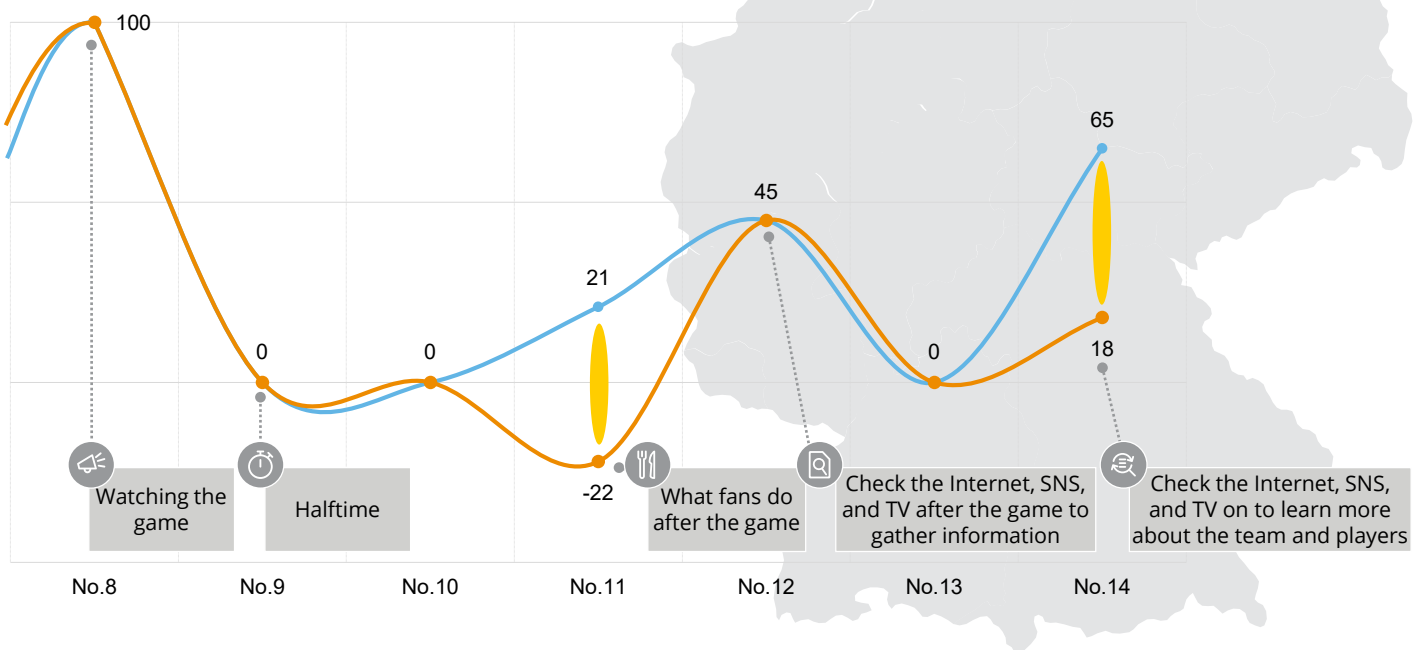 100
65
45
21
0
0
0
18
-22
Watching the
game
Halftime
What fans do
after the game
Check the Internet, SNS,
and TV after the game to
gather information
Check the Internet, SNS,
and TV on to learn more
about the team and players
No.8
No.9
No.10
No.11
No.12
No.13
No.14